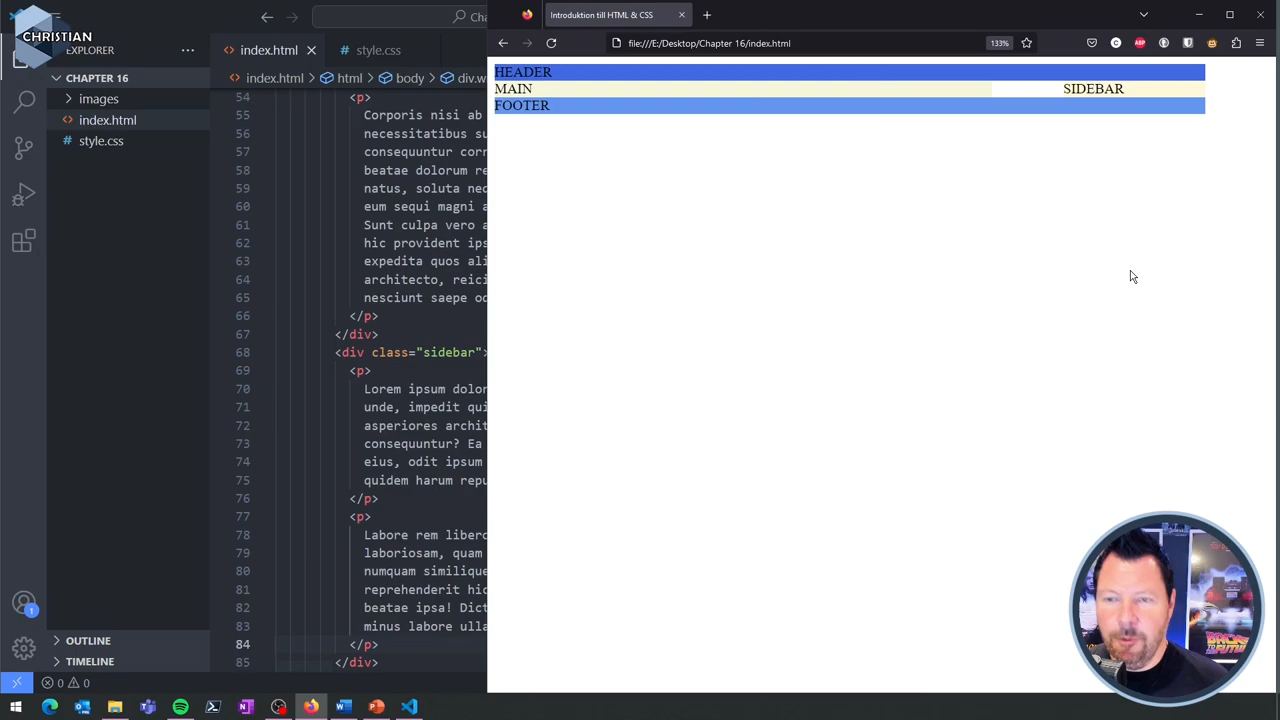 CHRISTIAN
EXPLORER
CHAPTER 16
images
index.html
style.css
OUTLINE
TIMELINE
0 0
1
index.html
style.css
index.html > html > body > div.w
54 <p>
55 Corporis nisi ab
56 necessitatibus su
57 consequuntur corr
58 beatae dolorum re
59 natus, soluta nec
60 eum sequi magni a
61 Sunt culpa vero a
62 hic provident ips
63 expedita quos ali
64 architecto, reici
65 nesciunt saepe oc
66 </p>
67 </div>
68 <div class="sidebar">
69 <p>
70 Lorem ipsum dolor
71 unde, impedit qui
72 asperiores archit
73 consequuntur? Ea
74 eius, odit ipsum
75 quidem harum repu
76 </p>
77 <p>
78 Labore rem liberc
79 laboriosam, quam
80 numquam similique
81 reprehenderit hic
82 beatae ipsa! Dict
83 minus labore ulla
84 </p>
85 </div>
Introduktion till HTML & CSS
file:///E:/Desktop/Chapter 16/index.html
133%
ABP
HEADER
MAIN SIDEBAR
FOOTER
BACK